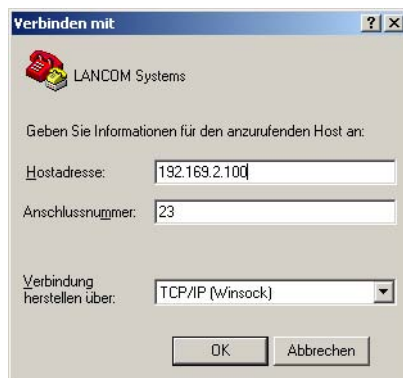 Verbinden mit
LANCOM Systems
Geben Sie Informationen für den anzurufenden Host an:
Hostadresse: 192.169.2.100
Anschlussnummer: 23
Verbindung
herstellen über: TCP/IP (Winsock)
OK Abbrechen